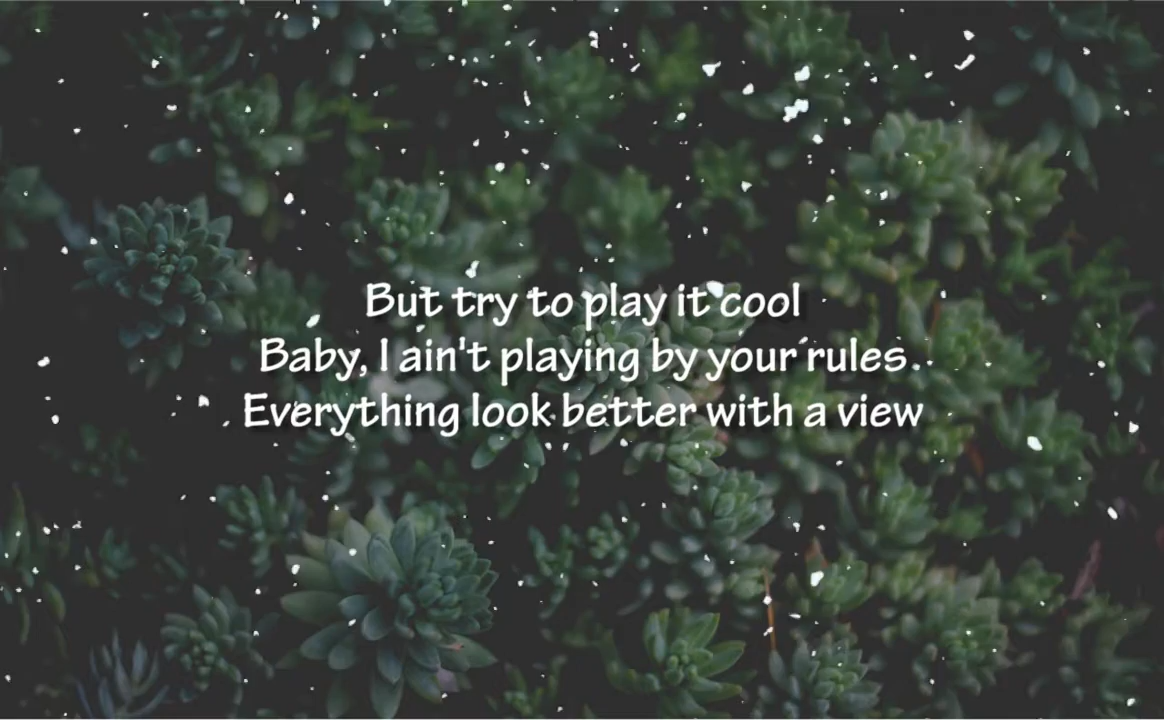 But try to play it cool
Baby, I ain't playing by your rules
Everything look better with a view